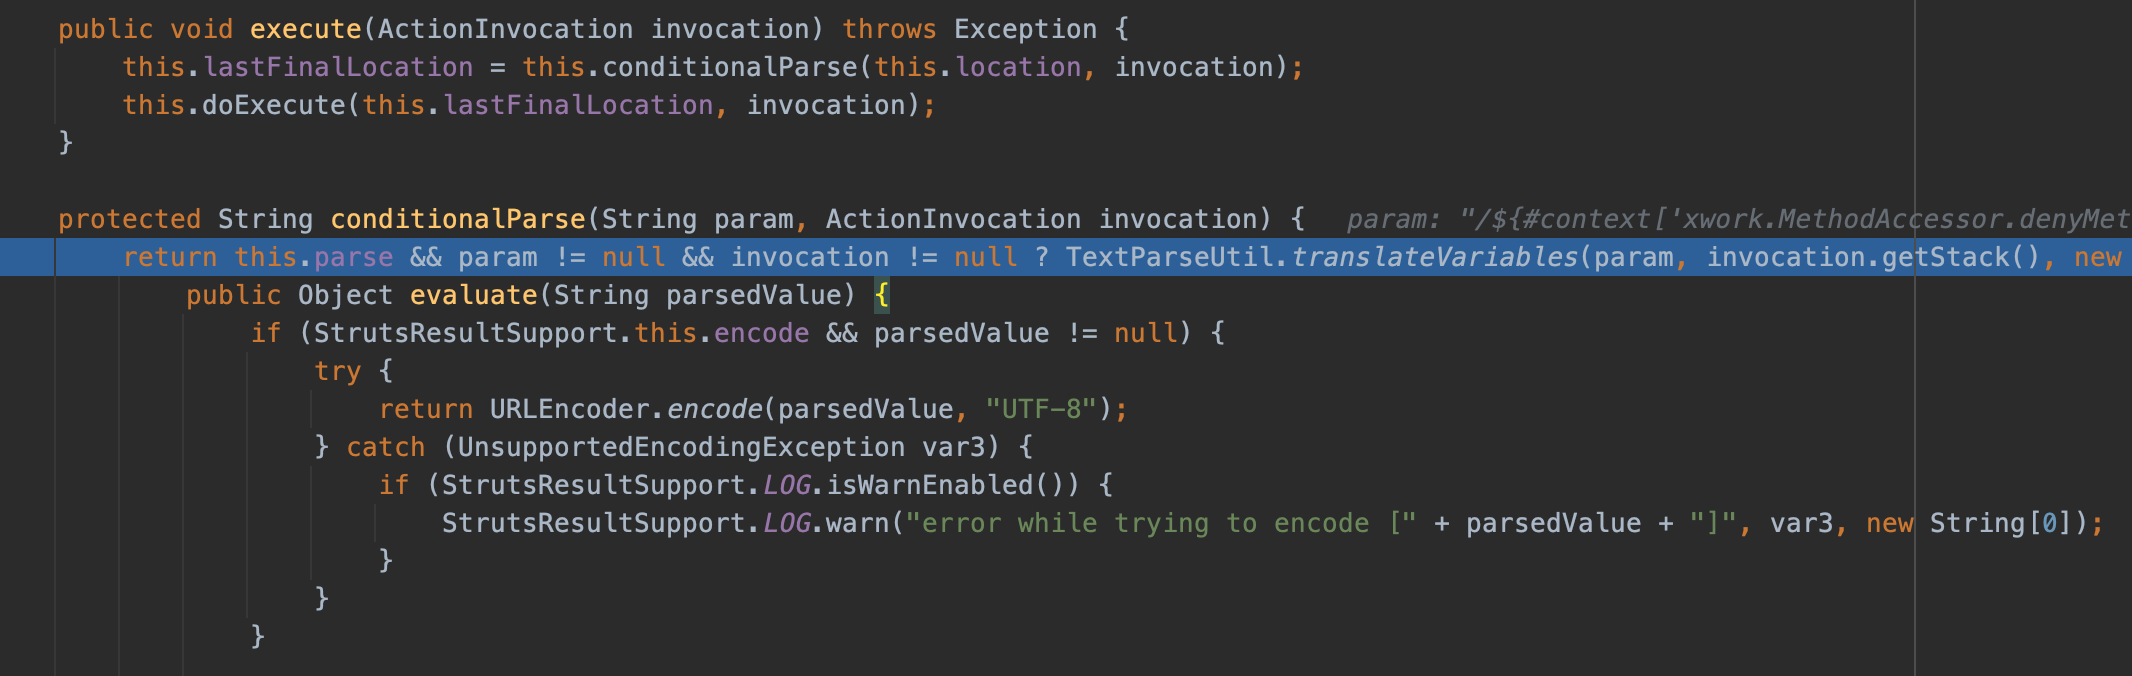 public void execute(ActionInvocation invocation) throws Exception {
this.lastFinalLocation = this.conditionalParse(this.location, invocation);
this.doExecute(this.lastFinalLocation, invocation);
}
protected String conditionalParse(String param, ActionInvocation invocation) { param: "/${#context['xwork.MethodAccessor.denyMet
return this.parse && param != null && invocation != null ? TextParseUtil.translateVariables(param, invocation.getStack(), new
public Object evaluate(String parsedValue) {
if (StrutsResultSupport.this.encode && parsedValue != null) {
try {
return URLEncoder.encode(parsedValue, "UTF-8");
} catch (UnsupportedEncodingException var3) {
if (StrutsResultSupport.LOG.isWarnEnabled()) {
StrutsResultSupport.LOG.warn("error while trying to encode [" + parsedValue + "]", var3, new String[0]);
}
}
}